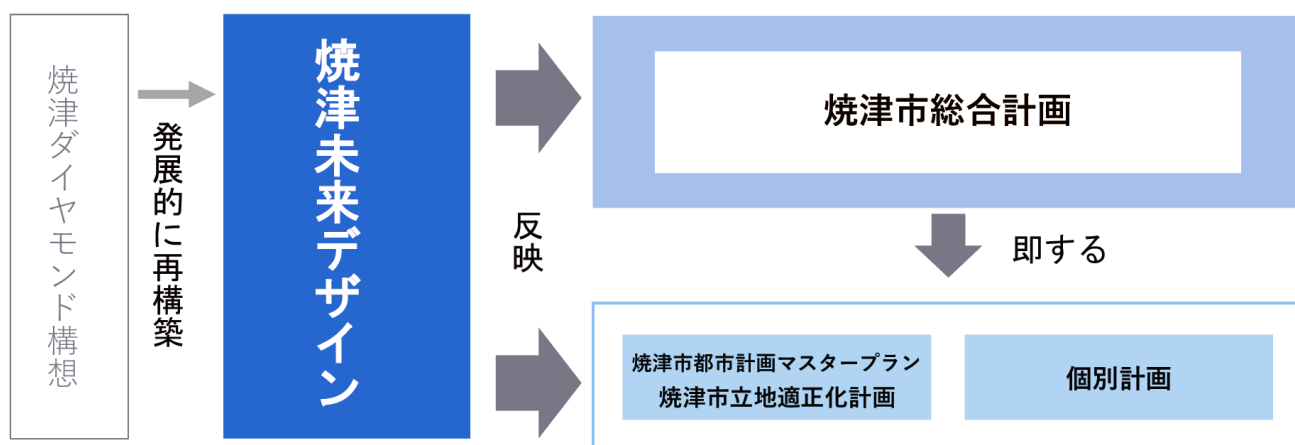 焼津ダイヤモンド構想
発展的に再構築
焼津未来デザイン
反映
焼津市総合計画
即する
焼津市都市計画マスタープラン
焼津市立地適正化計画
個別計画